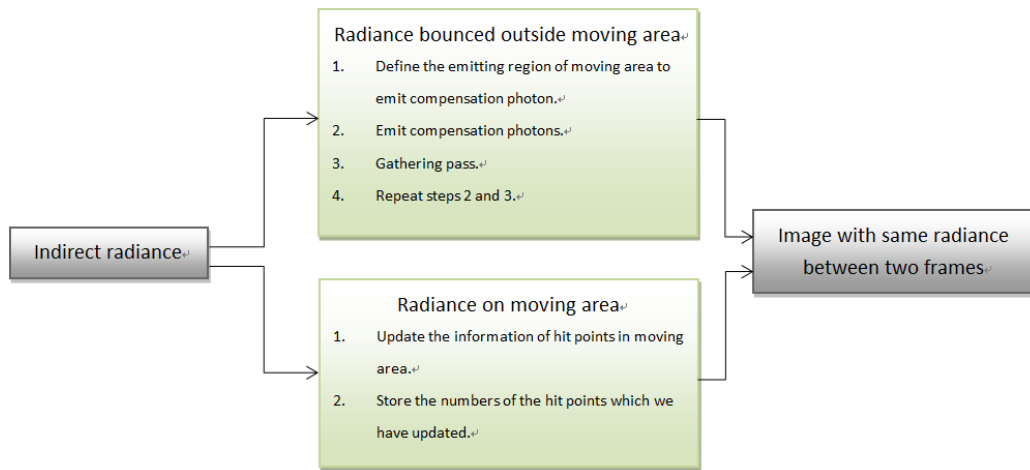 Radiance bounced outside moving area
1. Define the emitting region of moving area to
emit compensation photon.
2. Emit compensation photons.
3. Gathering pass.
4. Repeat steps 2 and 3.
Indirect radiance
Image with same radiance
between two frames
Radiance on moving area
1. Update the information of hit points in moving
area.
2. Store the numbers of the hit points which we
have updated.